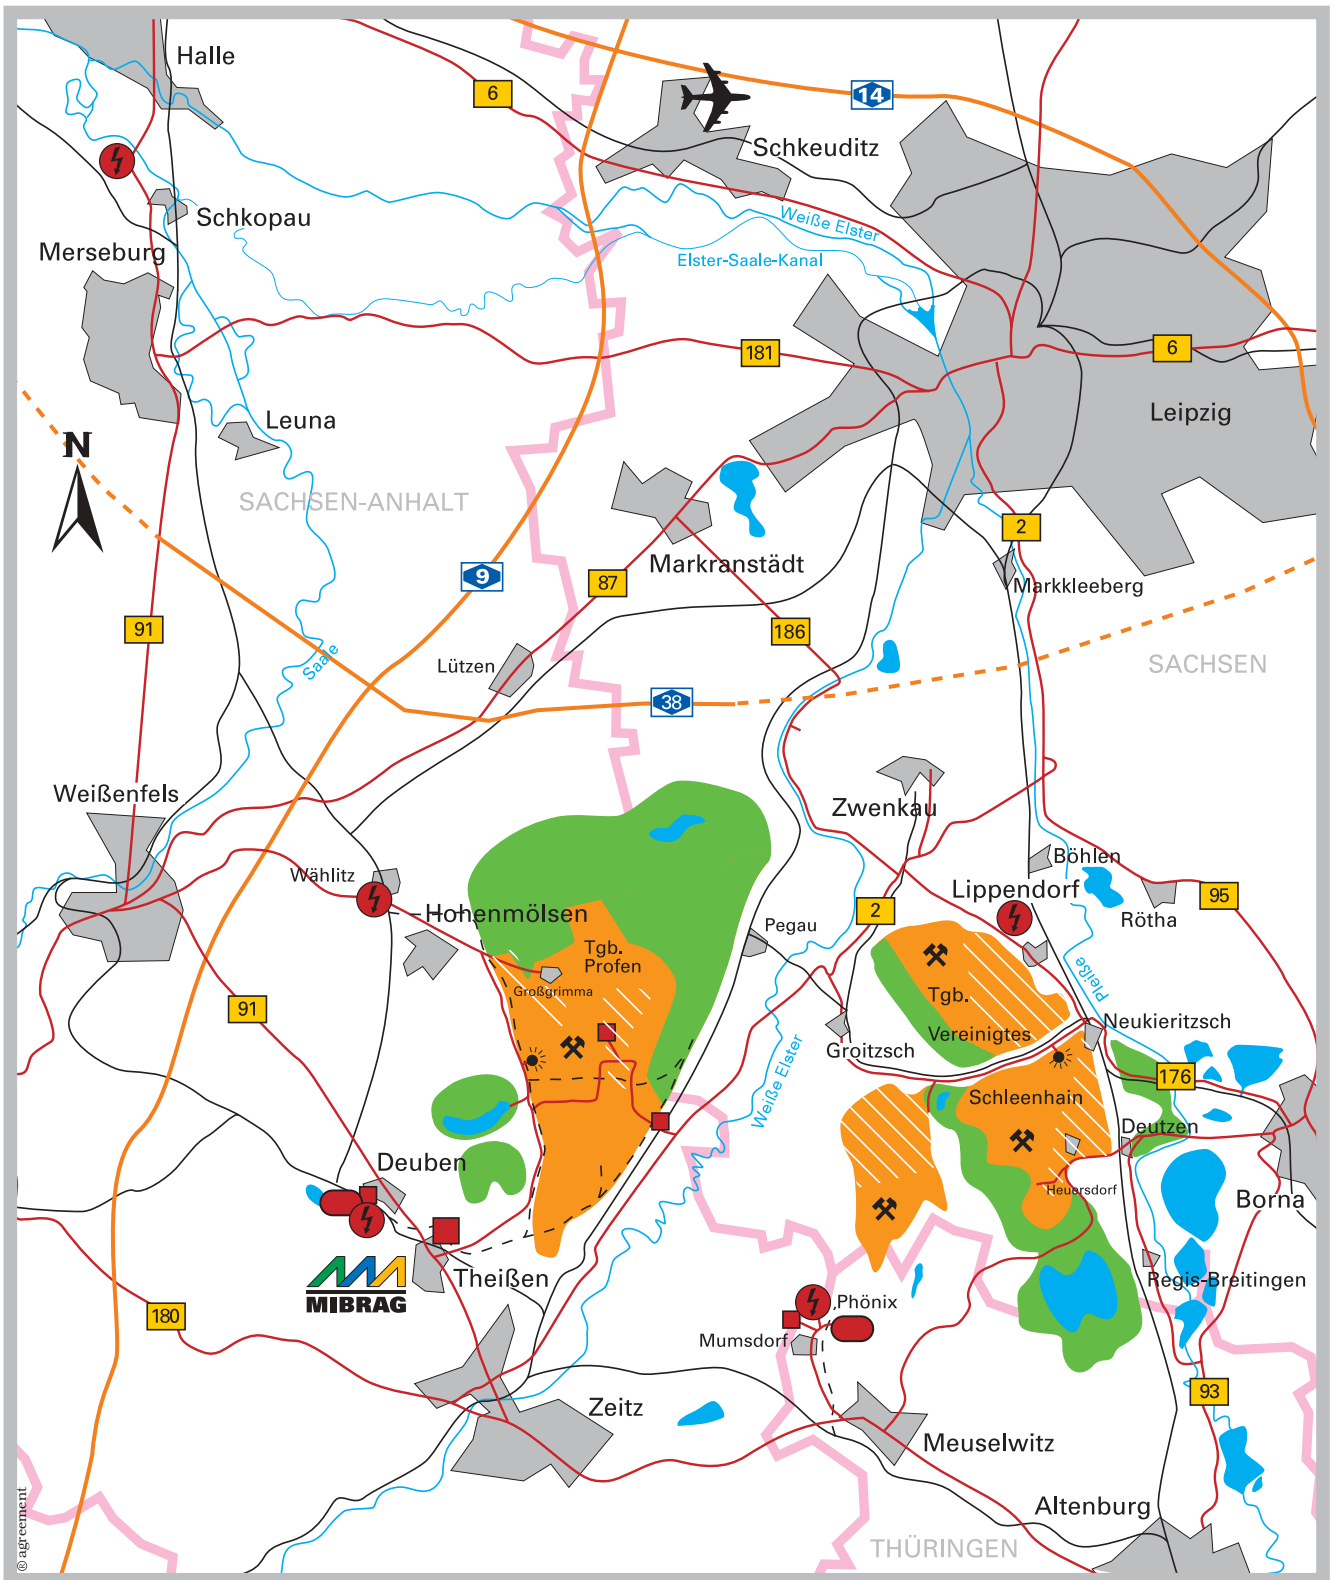 Halle
6
14
Schkeuditz
Schkopau
Weiße Elster
Merseburg
Elster-Saale-Kanal
181
6
Leuna
Leipzig
N
SACHSEN-ANHALT
2
Markranstädt
9
87
Markkleeberg
91
186
Saale
Lützen
SACHSEN
38
Weißenfels
Zwenkau
Böhlen
Wählitz
Lippendorf
95
Hohenmölsen
2
Rötha
Pegau
Tgb.
Profen
Großgrimma
Tgb.
Pleiße
91
Vereinigtes
Neukieritzsch
Groitzsch
176
Weiße Elster
Schleenhain
Deutzen
Deuben
Heuersdorf
Borna
Theißen
Regis-Breitingen
MIBRAG
Phönix
180
Mumsdorf
93
Zeitz
Meuselwitz
Altenburg
THÜRINGEN
® agreement